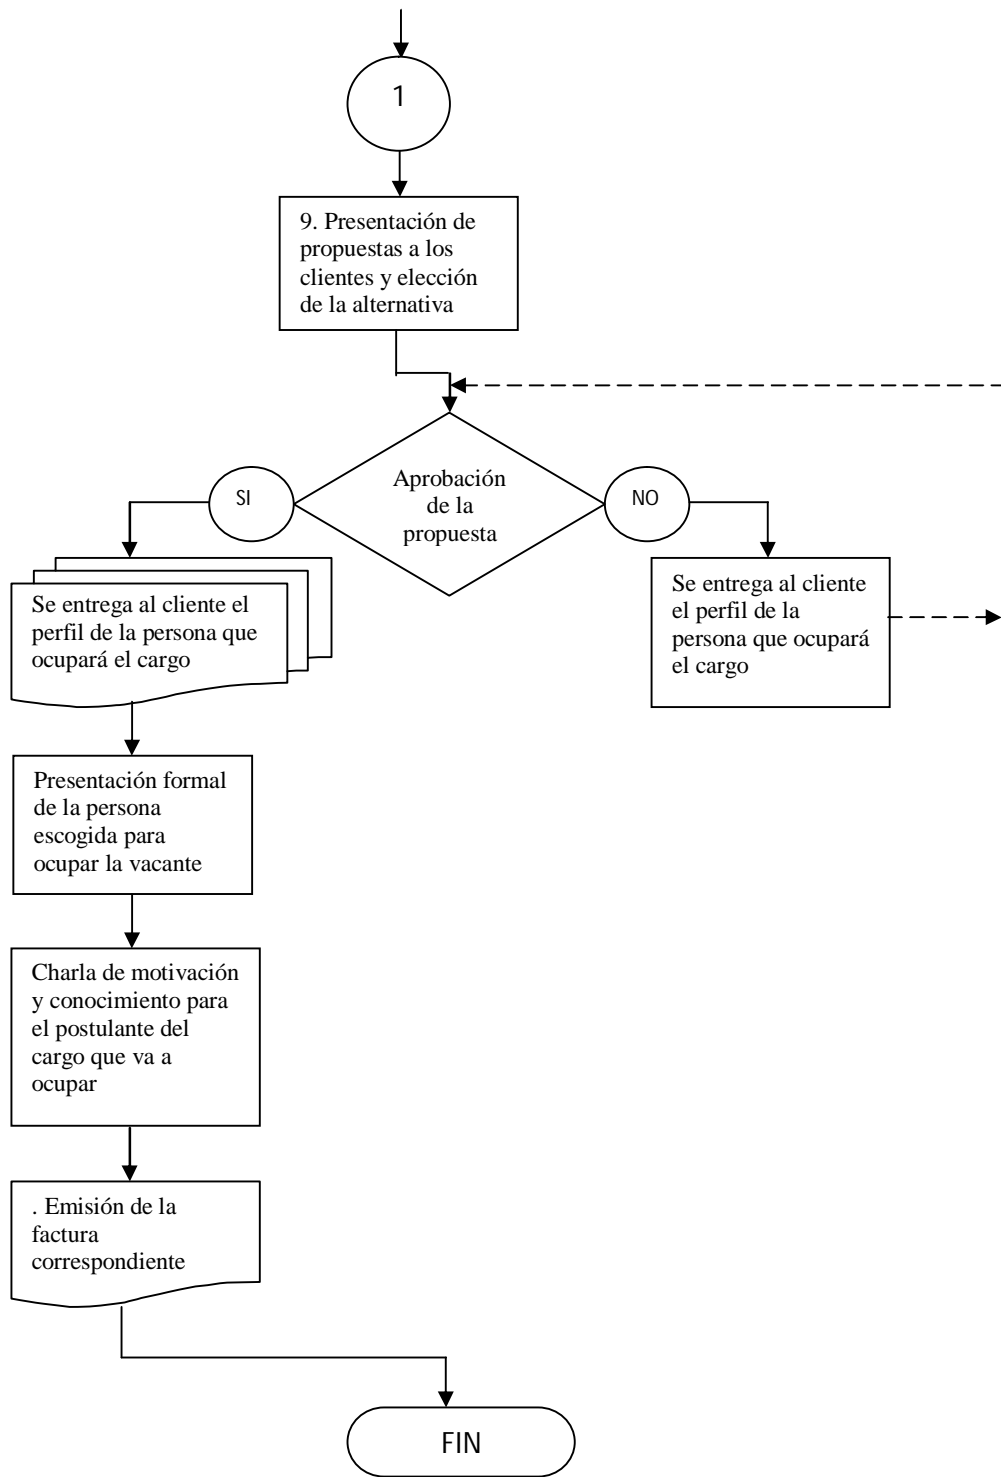 1
9. Presentación de
propuestas a los
clientes y elección
de la alternativa
Aprobación
de la
propuesta
SI
NO
Se entrega al cliente el
perfil de la persona que
ocupará el cargo
Se entrega al cliente
el perfil de la
persona que ocupará
el cargo
Presentación formal
de la persona
escogida para
ocupar la vacante
Charla de motivación
y conocimiento para
el postulante del
cargo que va a
ocupar
. Emisión de la
factura
correspondiente
FIN